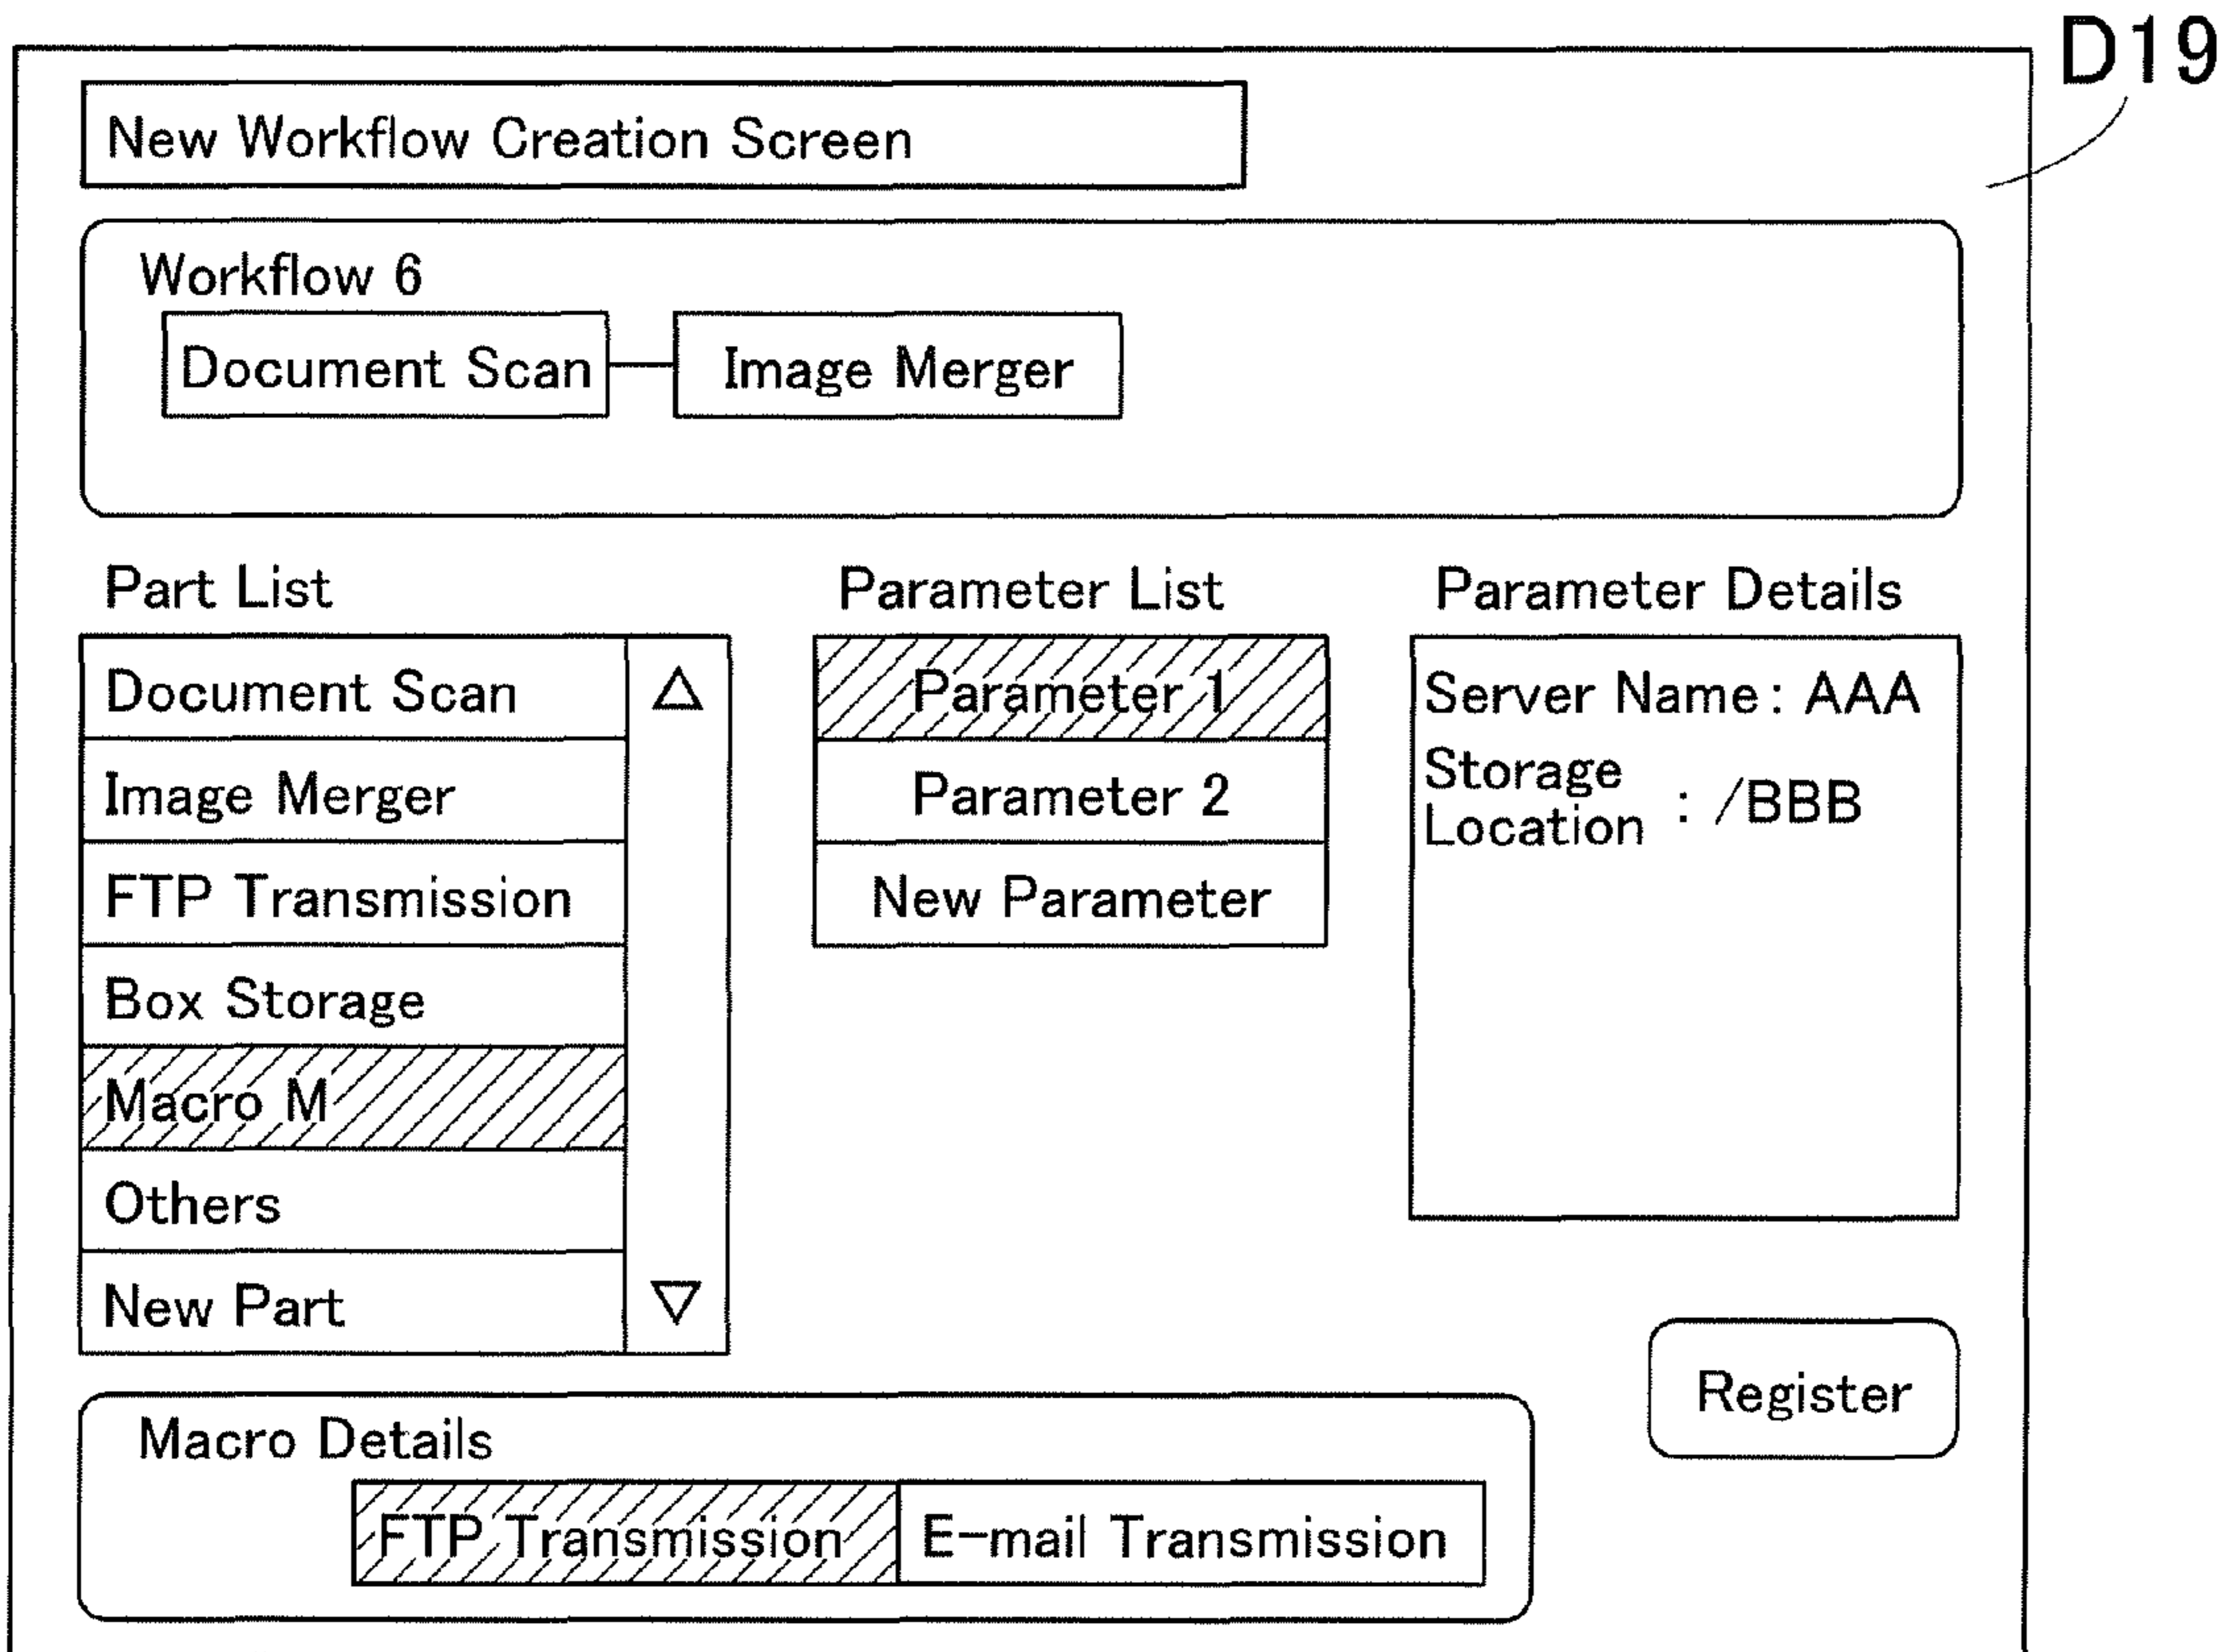 D19
New Workflow Creation Screen
Workflow 6
Document Scan
Image Merger
Part List
Document Scan
Image Merger
FTP Transmission
Box Storage
Macro M
Others
New Part
Parameter List
Parameter 1
Parameter 2
New Parameter
Parameter Details
Server Name: AAA
Storage
Location : /BBB
Register
Macro Details
FTP Transmission
E-mail Transmission